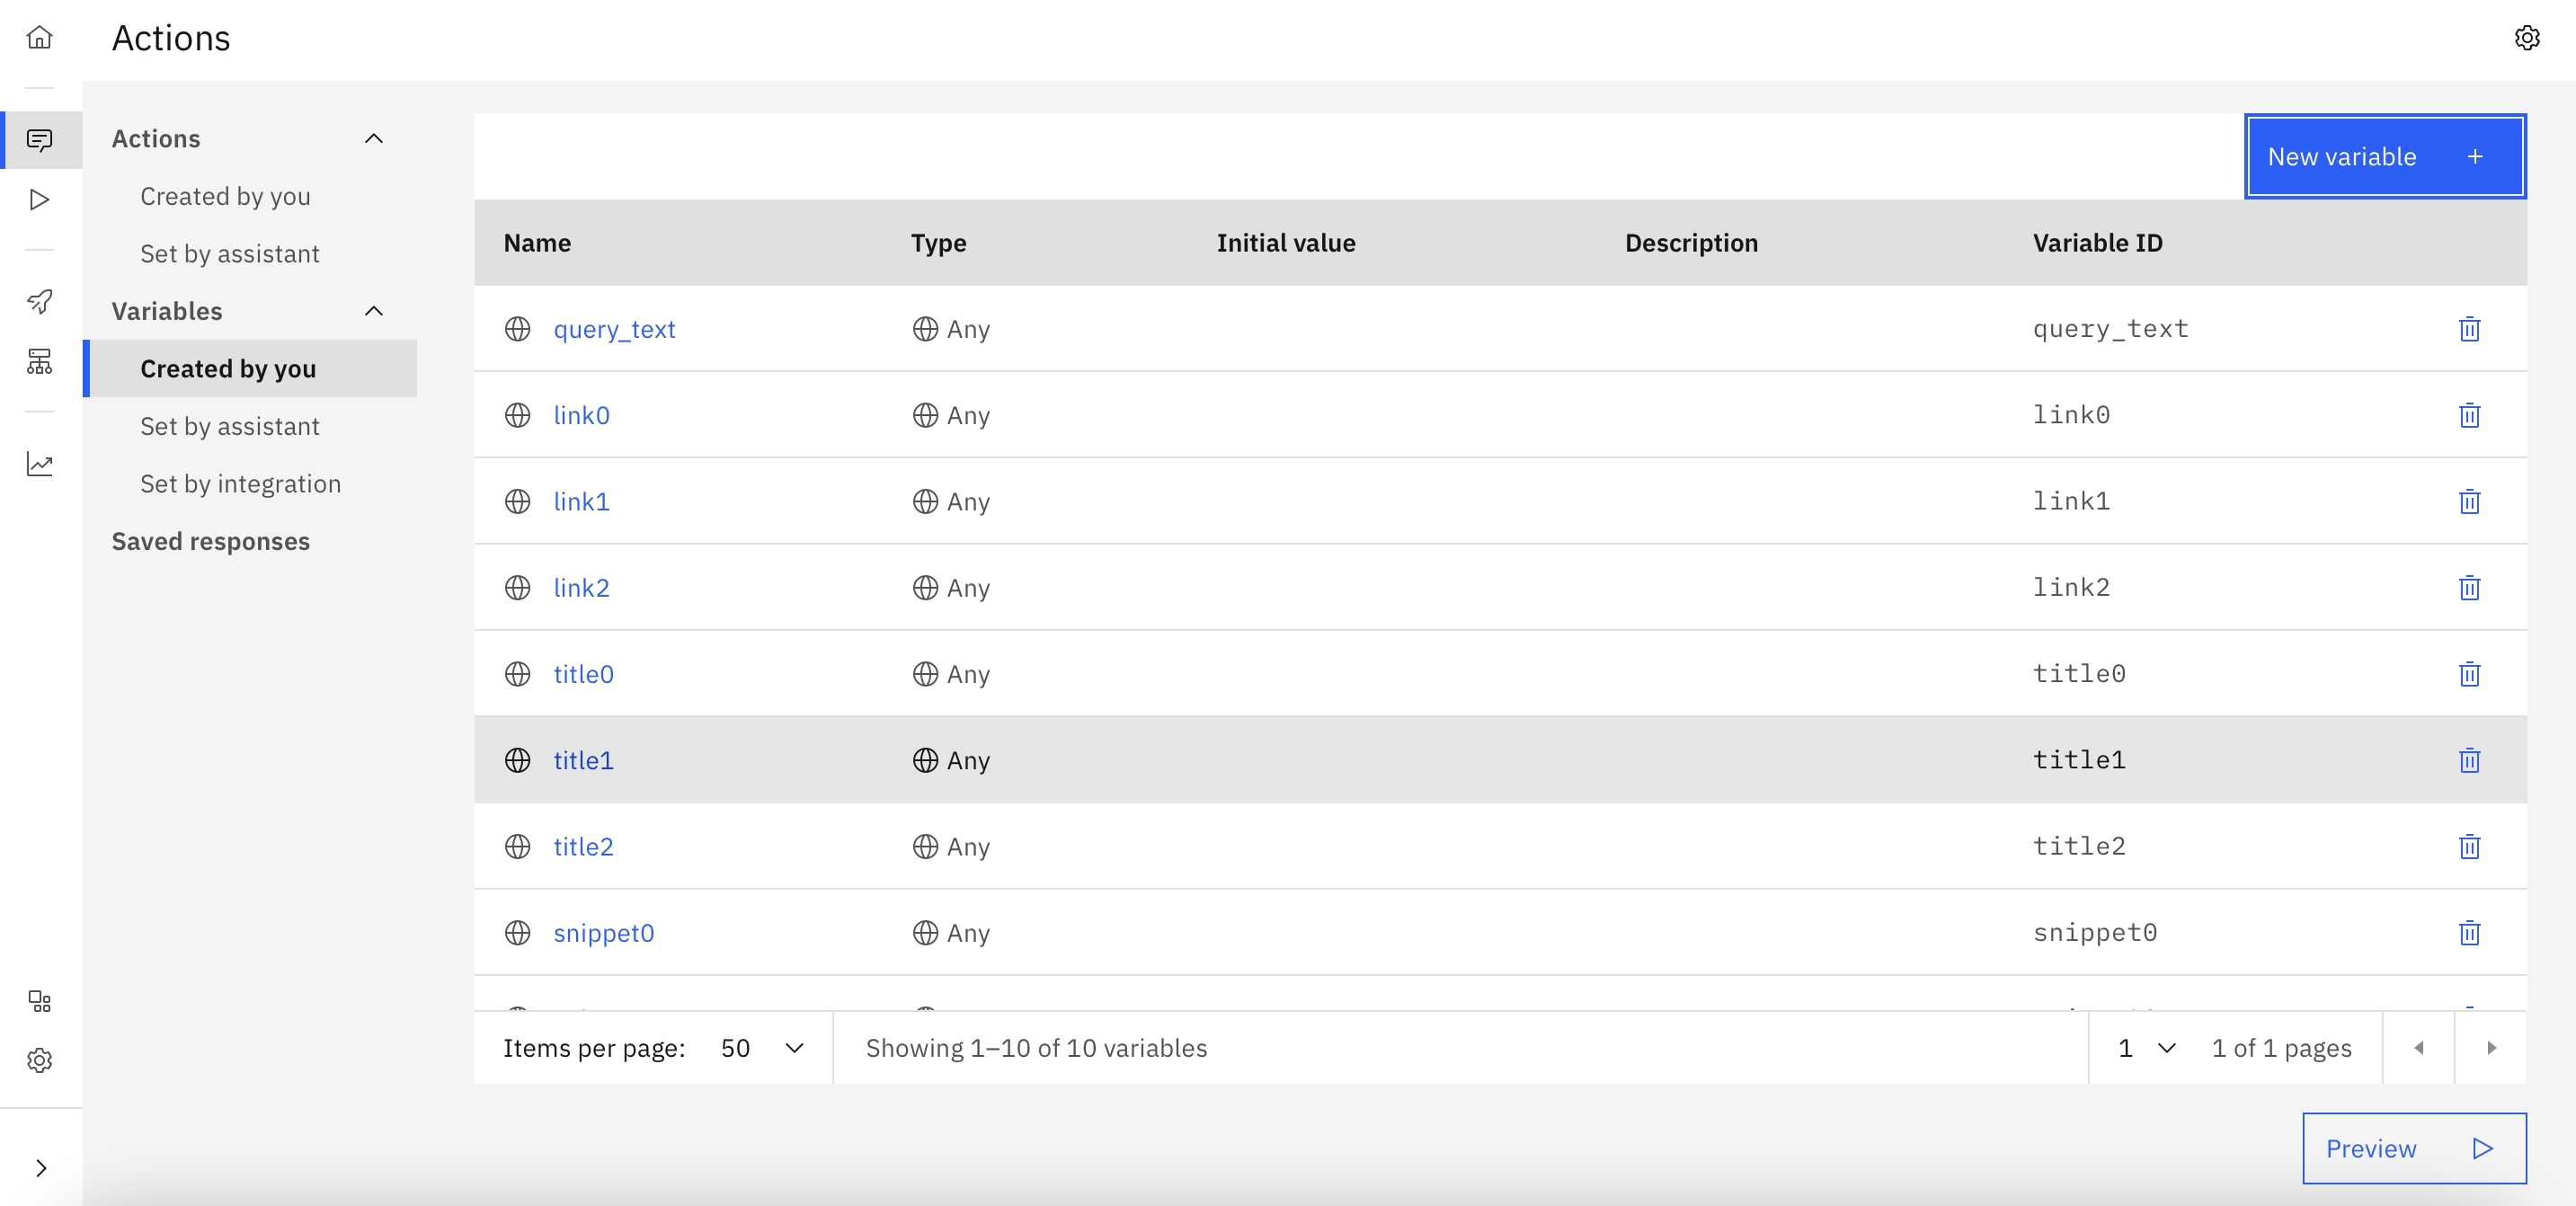 Actions
Actions
Created by you
Set by assistant
Variables
Created by you
Set by assistant
Set by integration
Saved responses
New variable +
Name Type Initial value Description Variable ID
query_text Any query_text
link0 Any link0
link1 Any link1
link2 Any link2
title0 Any title0
title1 Any title1
title2 Any title2
snippet0 Any snippet0
Items per page: 50 Showing 1–10 of 10 variables 1 1 of 1 pages
Preview